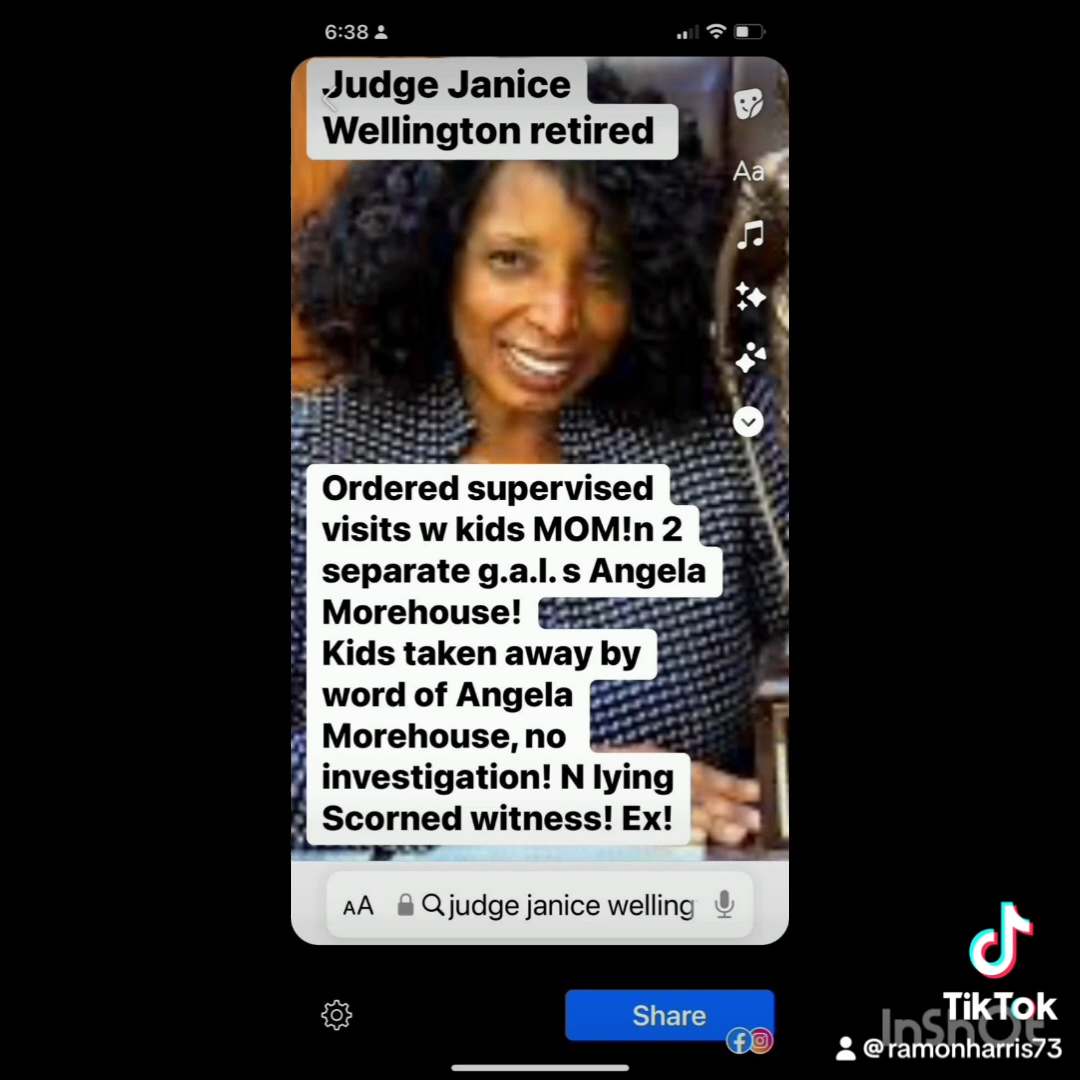 6:38
Judge Janice
Wellington retired
Aa
Ordered supervised
visits w kids MOM!n 2
separate g.a.l. s Angela
Morehouse!
Kids taken away by
word of Angela
Morehouse, no
investigation! N lying
Scorned witness! Ex!
AA judge janice welling
Share
TikTok
InShOt
@ramonharris73